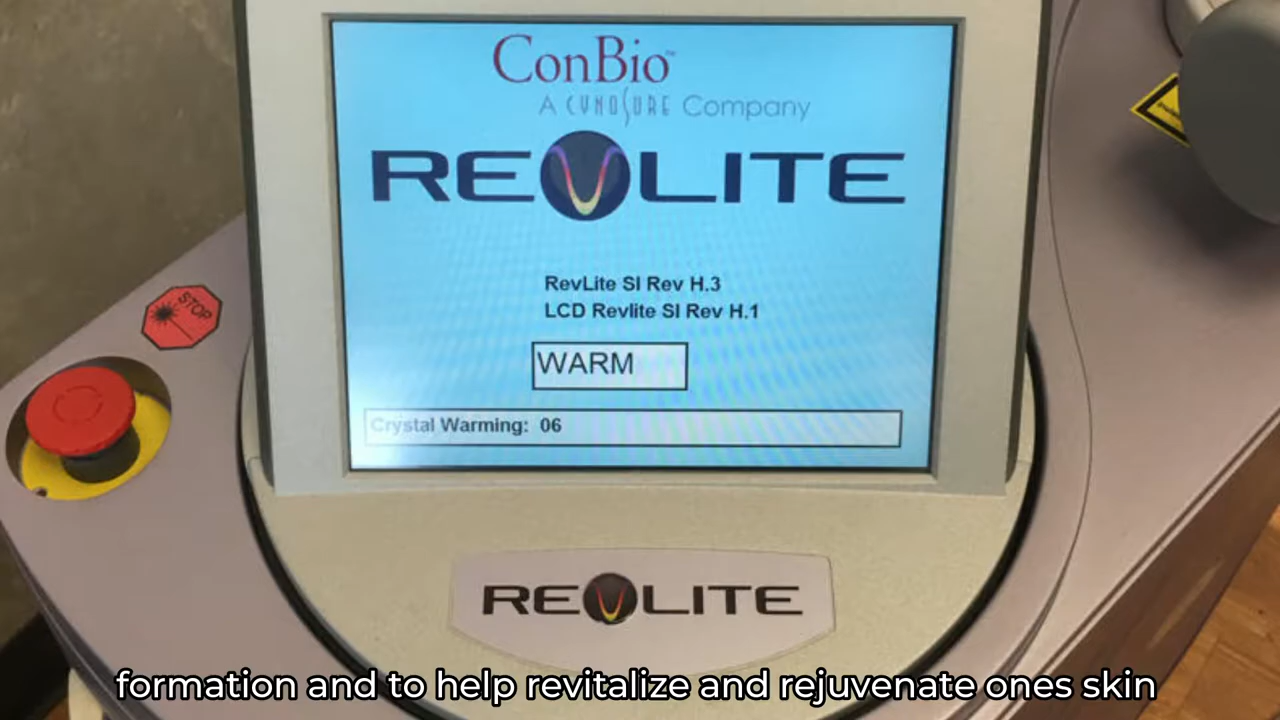 ConBio™
A CYNOSURE Company
REVLITE
RevLite SI Rev H.3
LCD Revlite SI Rev H.1
WARM
Crystal Warming: 06
STOP
REVLITE
formation and to help revitalize and rejuvenate ones skin